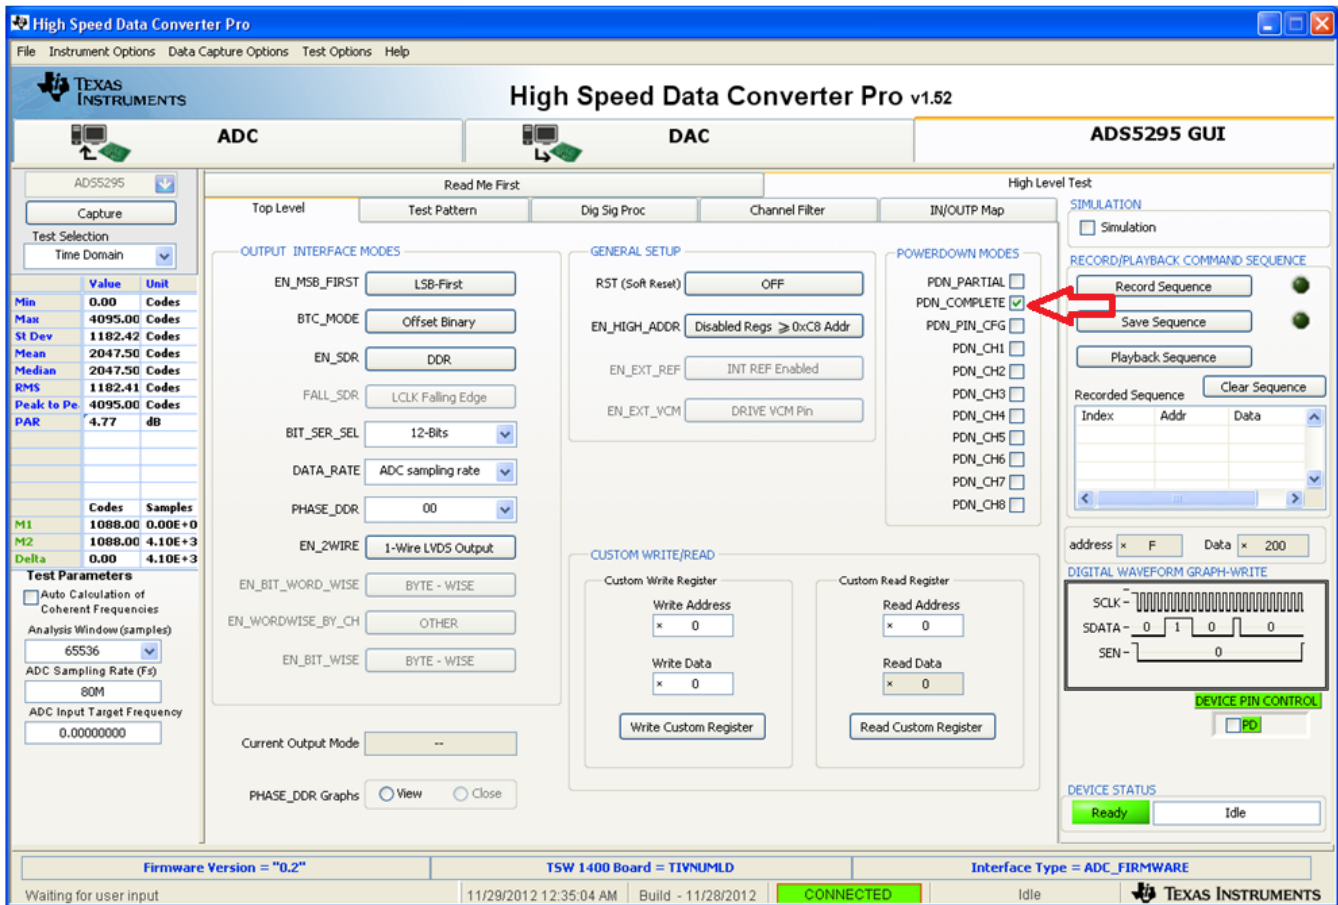 High Speed Data Converter Pro
File Instrument Options Data Capture Options Test Options Help
TEXAS INSTRUMENTS
High Speed Data Converter Pro v1.52
ADC
DAC
ADS5295 GUI
ADS5295
Capture
Test Selection
Time Domain
Value Unit
Min 0.00 Codes
Max 4095.00 Codes
St Dev 1182.42 Codes
Mean 2047.50 Codes
Median 2047.50 Codes
RMS 1182.41 Codes
Peak to Pe. 4095.00 Codes
PAR 4.77 dB
Codes Samples
M1 1088.00 0.00E+0
M2 1088.00 4.10E+3
Delta 0.00 4.10E+3
Test Parameters
Auto Calculation of
Coherent Frequencies
Analysis Window (samples)
65536
ADC Sampling Rate (Fs)
80M
ADC Input Target Frequency
0.00000000
Read Me First
High Level Test
Top Level
Test Pattern
Dig Sig Proc
Channel Filter
IN/OUTP Map
OUTPUT INTERFACE MODES
EN_MSB_FIRST LSB-First
BTC_MODE Offset Binary
EN_SDR DDR
FALL_SDR LCLK Falling Edge
BIT_SER_SEL 12-Bits
DATA_RATE ADC sampling rate
PHASE_DDR 00
EN_2WIRE 1-Wire LVDS Output
EN_BIT_WORD_WISE BYTE - WISE
EN_WORDWISE_BY_CH OTHER
EN_BIT_WISE BYTE - WISE
Current Output Mode --
PHASE_DDR Graphs View Close
GENERAL SETUP
RST (Soft Reset) OFF
EN_HIGH_ADDR Disabled Regs ⩾ 0xC8 Addr
EN_EXT_REF INT REF Enabled
EN_EXT_VCM DRIVE VCM Pin
POWERDOWN MODES
PDN_PARTIAL
PDN_COMPLETE
PDN_PIN_CFG
PDN_CH1
PDN_CH2
PDN_CH3
PDN_CH4
PDN_CH5
PDN_CH6
PDN_CH7
PDN_CH8
CUSTOM WRITE/READ
Custom Write Register
Write Address
× 0
Write Data
× 0
Write Custom Register
Custom Read Register
Read Address
× 0
Read Data
× 0
Read Custom Register
SIMULATION
Simulation
RECORD/PLAYBACK COMMAND SEQUENCE
Record Sequence
Save Sequence
Playback Sequence
Recorded Sequence Clear Sequence
Index Addr Data
address × F Data × 200
DIGITAL WAVEFORM GRAPH-WRITE
SCLK -
SDATA - 0 1 0 0
SEN - 0
DEVICE PIN CONTROL
PD
DEVICE STATUS
Ready Idle
Firmware Version = "0.2"
TSW 1400 Board = TIVNUMLD
Interface Type = ADC_FIRMWARE
Waiting for user input
11/29/2012 12:35:04 AM
Build - 11/28/2012
CONNECTED
Idle
TEXAS INSTRUMENTS